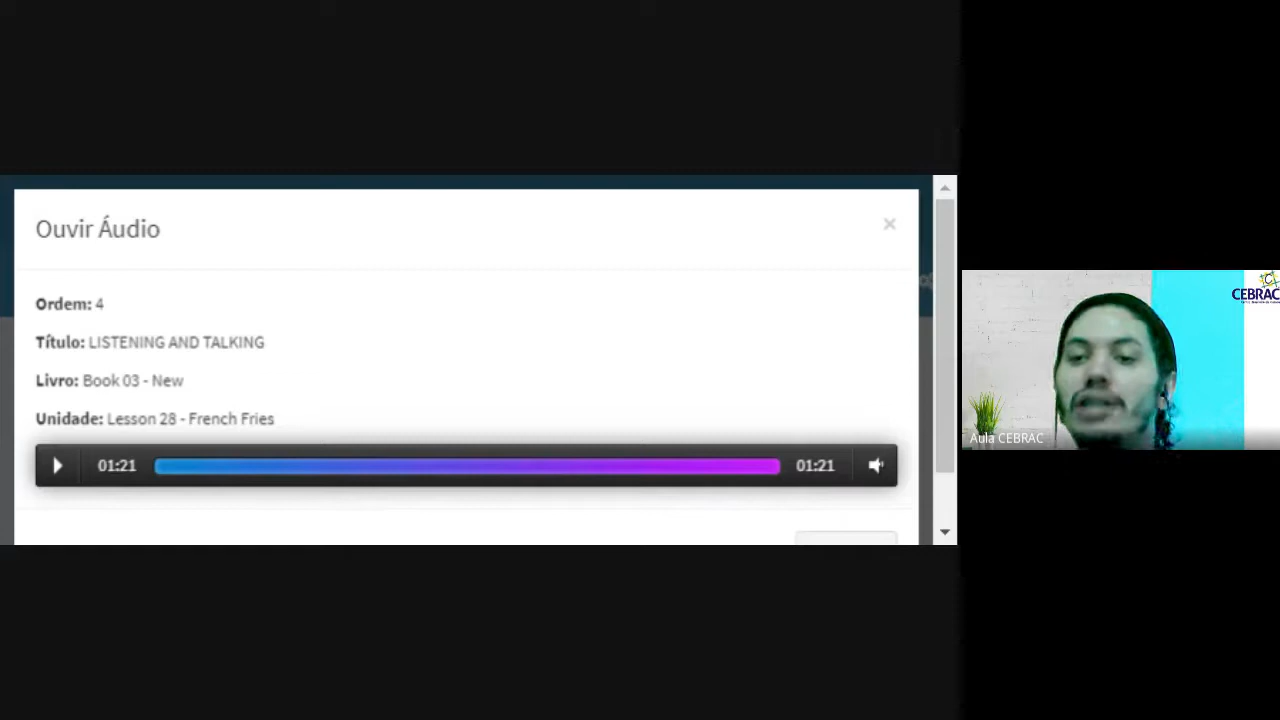 Ouvir Áudio
×
Ordem: 4
Título: LISTENING AND TALKING
Livro: Book 03 - New
Unidade: Lesson 28 - French Fries
01:21 01:21
CEBRAC
Aula CEBRAC